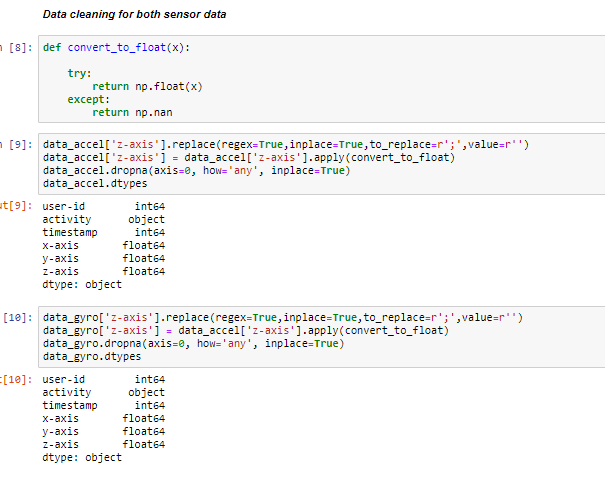 Data cleaning for both sensor data
[8]: def convert_to_float(x):
try:
return np.float(x)
except:
return np.nan
[9]: data_accel['z-axis'].replace(regex=True,inplace=True,to_replace=r';',value=r'')
data_accel['z-axis'] = data_accel['z-axis'].apply(convert_to_float)
data_accel.dropna(axis=0, how='any', inplace=True)
data_accel.dtypes
t[9]: user-id int64
activity object
timestamp int64
x-axis float64
y-axis float64
z-axis float64
dtype: object
[10]: data_gyro['z-axis'].replace(regex=True,inplace=True,to_replace=r';',value=r'')
data_gyro['z-axis'] = data_accel['z-axis'].apply(convert_to_float)
data_gyro.dropna(axis=0, how='any', inplace=True)
data_gyro.dtypes
[10]: user-id int64
activity object
timestamp int64
x-axis float64
y-axis float64
z-axis float64
dtype: object